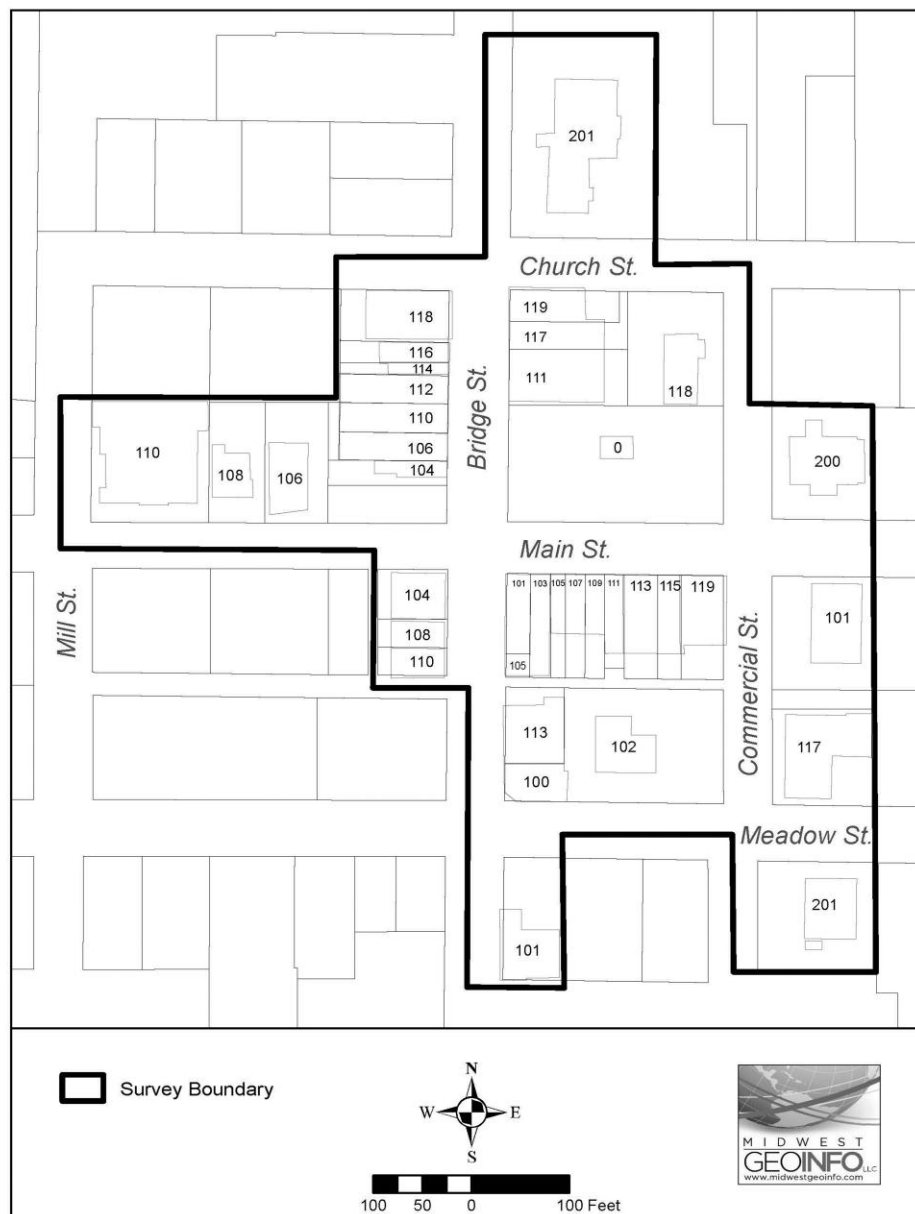 201
Church St.
118
119
116
117
114
112
111
118
110
Bridge St.
106
0
104
110
108
106
200
Main St.
101 103 105 107 109 111 113 115 119
104
101
108
110
105
Mill St.
Commercial St.
113
102
117
100
Meadow St.
201
101
Survey Boundary
N
W E
S
100 50 0 100 Feet
MIDWEST
GEOINFO LLC
www.midwestgeoinfo.com